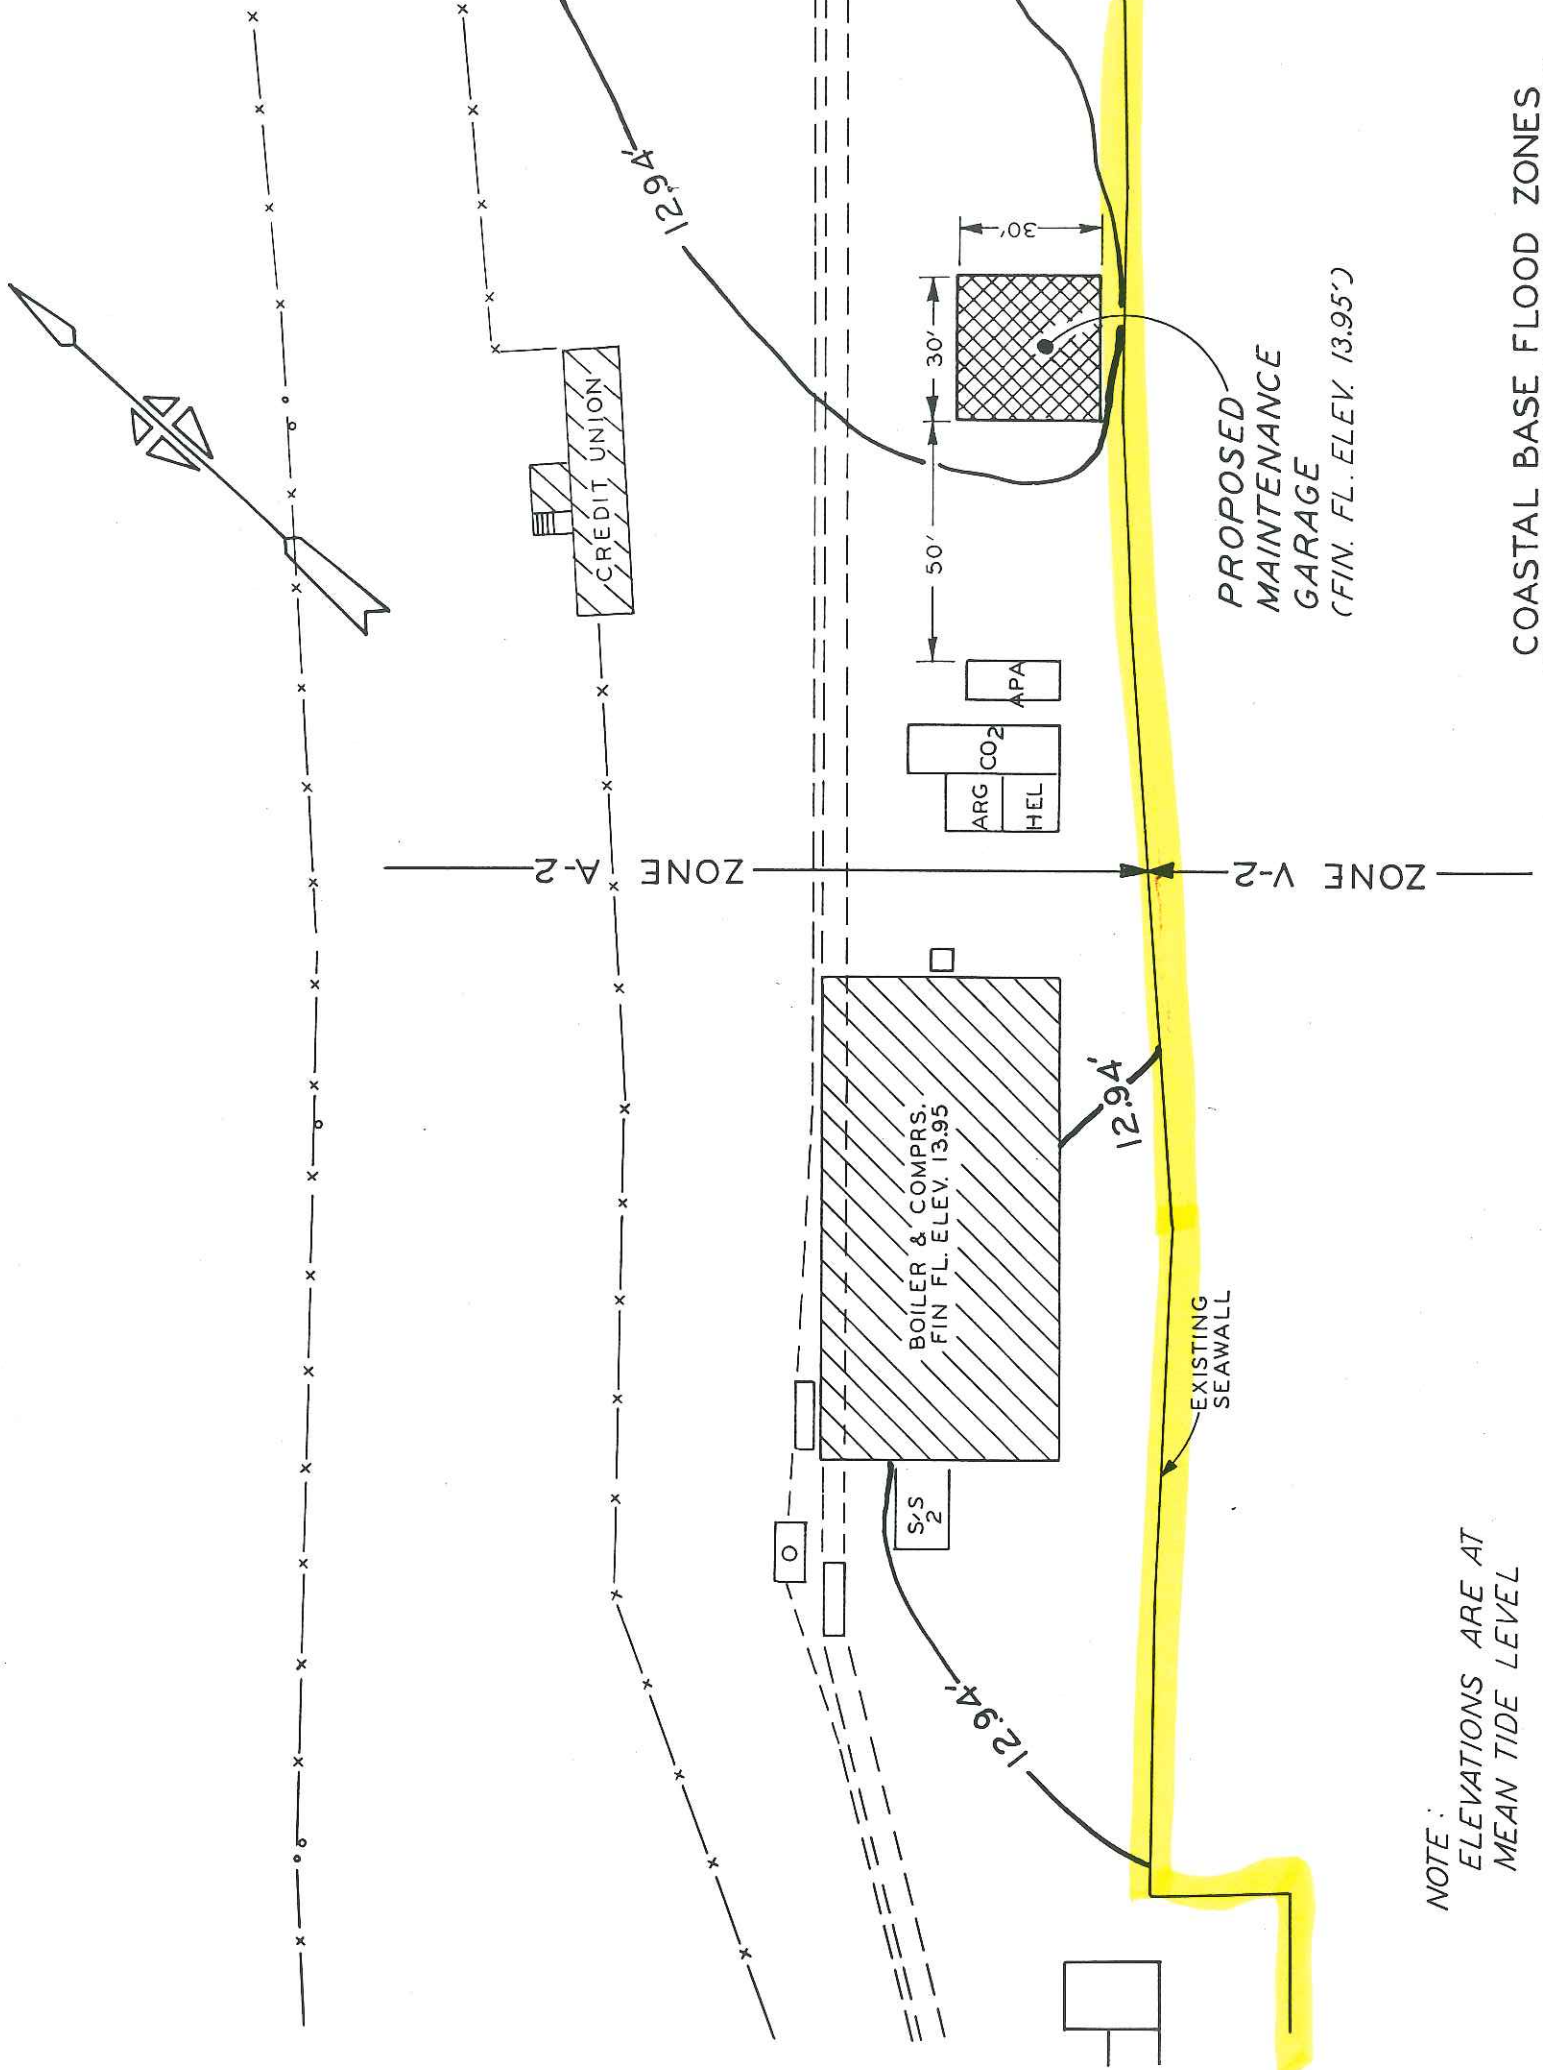 12.94'
CREDIT UNION
30'
30'
50'
PROPOSED
MAINTENANCE
GARAGE
(FIN. FL. ELEV. 13.95')
COASTAL BASE FLOOD ZONES
APA
CO2
ARG
HEL
ZONE A-2
ZONE V-2
BOILER & COMPRS.
FIN FL. ELEV. 13.95
12.94'
EXISTING
SEAWALL
S/S
2
12.94'
NOTE:
ELEVATIONS ARE AT
MEAN TIDE LEVEL